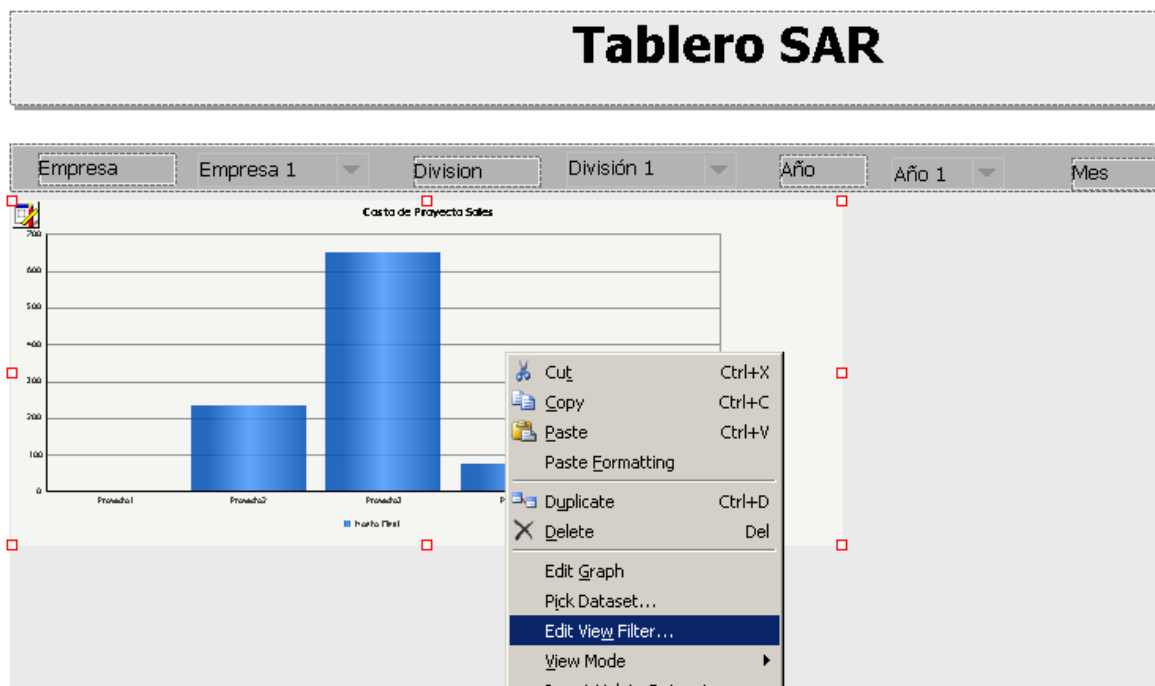 Tablero SAR
Empresa Empresa 1 Division División 1 Año Año 1 Mes
Costo de Proyecto Sales
700
600
500
400
300
200
100
0
Proyecto1 Proyecto2 Proyecto3
Costo Final
Cut Ctrl+X
Copy Ctrl+C
Paste Ctrl+V
Paste Formatting
Duplicate Ctrl+D
Delete Del
Edit Graph
Pick Dataset...
Edit View Filter...
View Mode